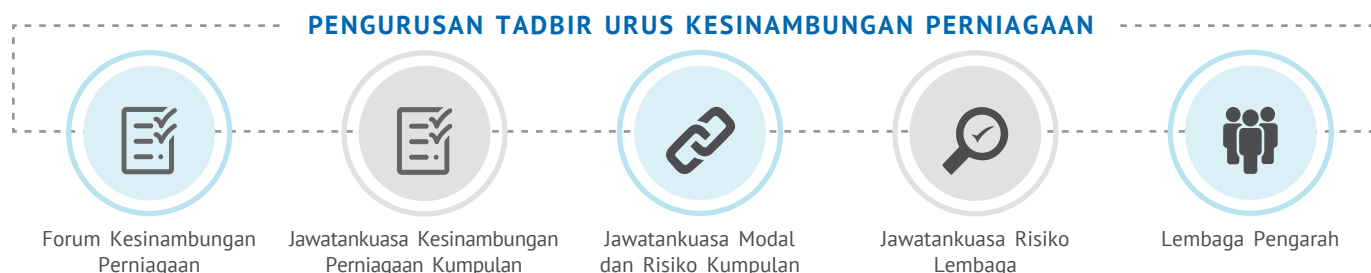 PENGURUSAN TADBIR URUS KESINAMBUNGAN PERNIAGAAN
Forum Kesinambungan
Perniagaan
Jawatankuasa Kesinambungan
Perniagaan Kumpulan
Jawatankuasa Modal
dan Risiko Kumpulan
Jawatankuasa Risiko
Lembaga
Lembaga Pengarah